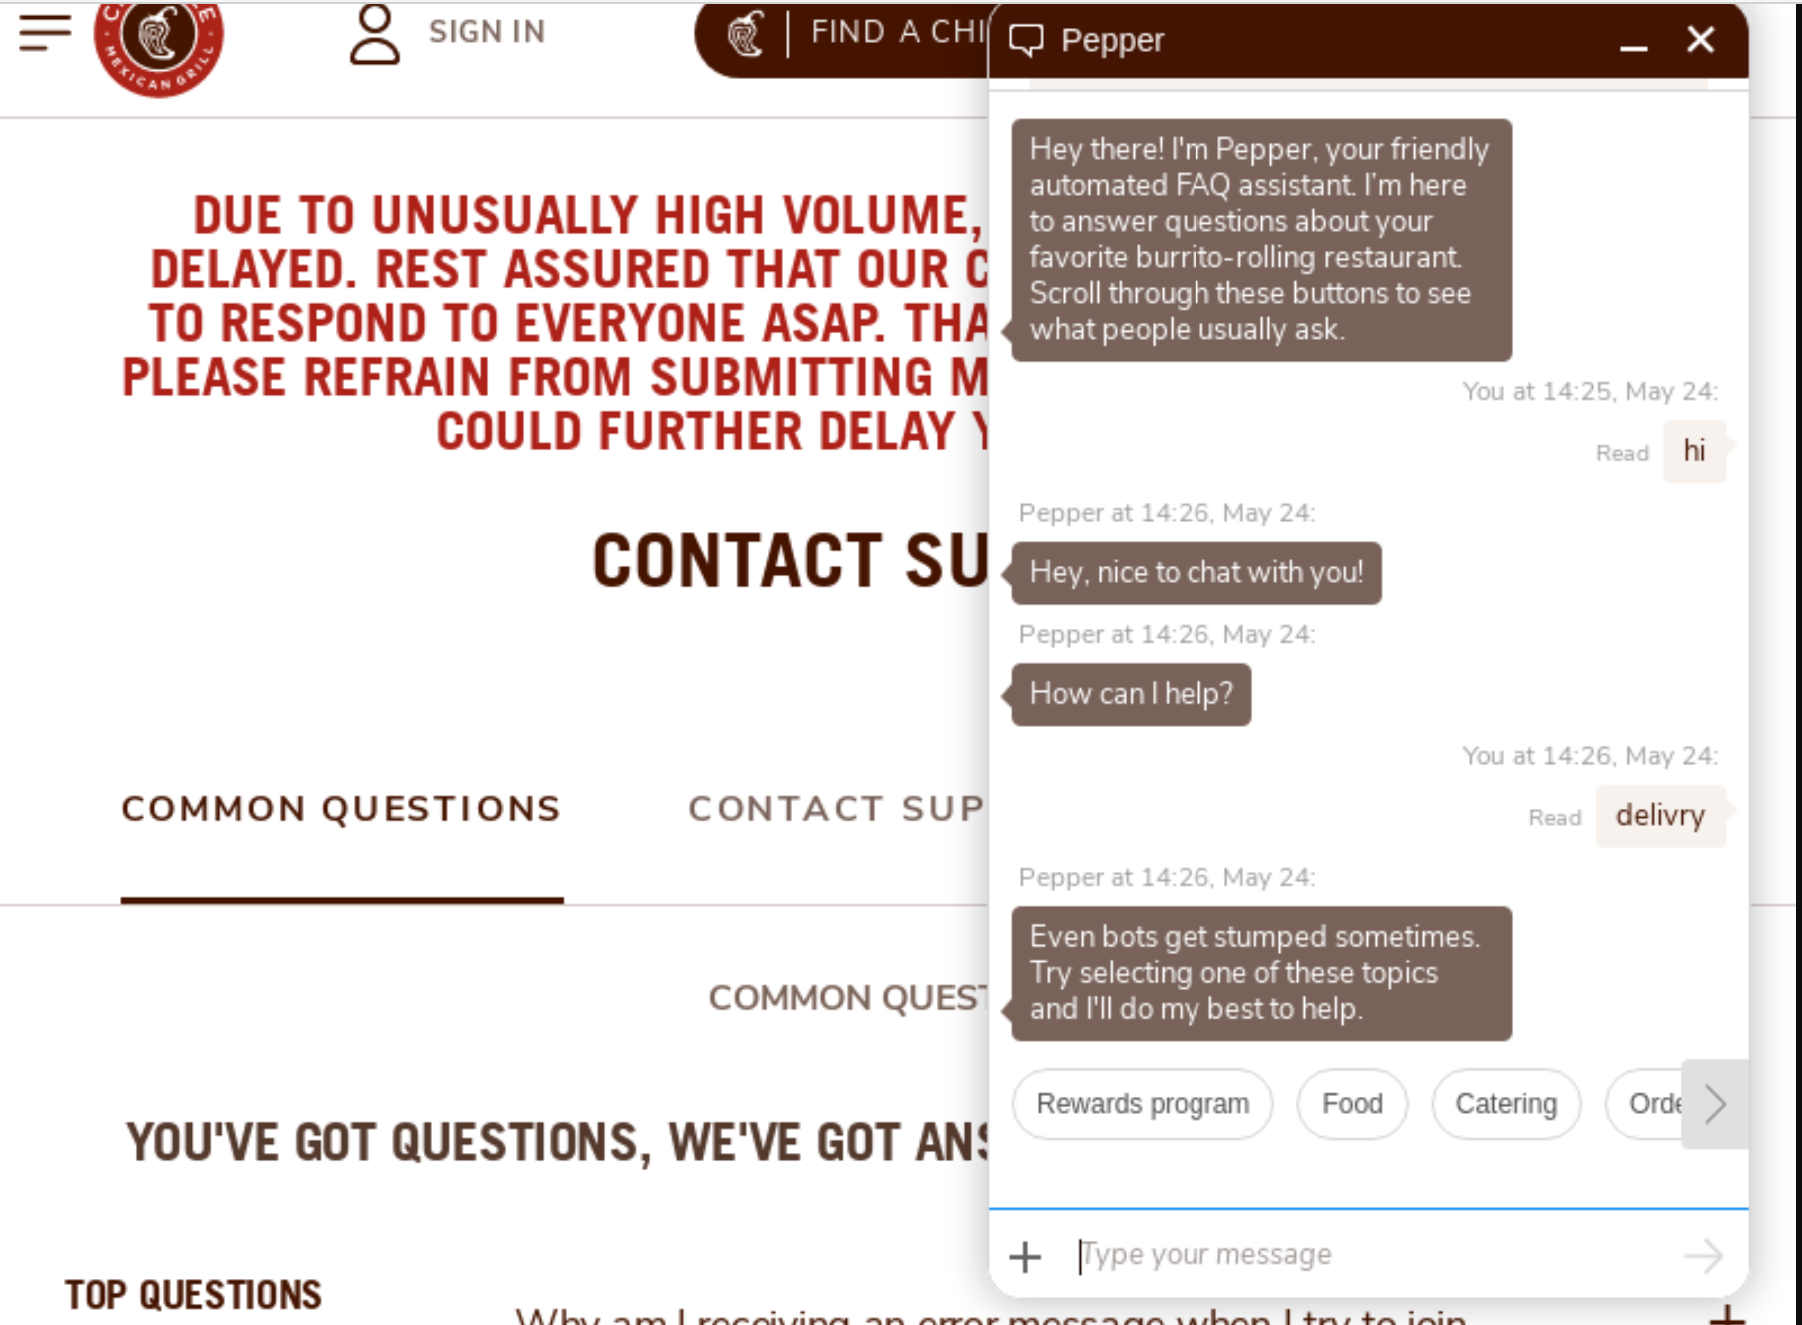 MEXICAN GRILL
SIGN IN
FIND A CHI
DUE TO UNUSUALLY HIGH VOLUME,
DELAYED. REST ASSURED THAT OUR C
TO RESPOND TO EVERYONE ASAP. THA
PLEASE REFRAIN FROM SUBMITTING M
COULD FURTHER DELAY Y
CONTACT SU
COMMON QUESTIONS
CONTACT SUP
COMMON QUEST
YOU'VE GOT QUESTIONS, WE'VE GOT ANS
TOP QUESTIONS
Why am I receiving an error message when I try to join
Pepper
Hey there! I'm Pepper, your friendly
automated FAQ assistant. I'm here
to answer questions about your
favorite burrito-rolling restaurant.
Scroll through these buttons to see
what people usually ask.
You at 14:25, May 24:
Read
hi
Pepper at 14:26, May 24:
Hey, nice to chat with you!
Pepper at 14:26, May 24:
How can I help?
You at 14:26, May 24:
Read
delivry
Pepper at 14:26, May 24:
Even bots get stumped sometimes.
Try selecting one of these topics
and I'll do my best to help.
Rewards program
Food
Catering
Orde
Type your message